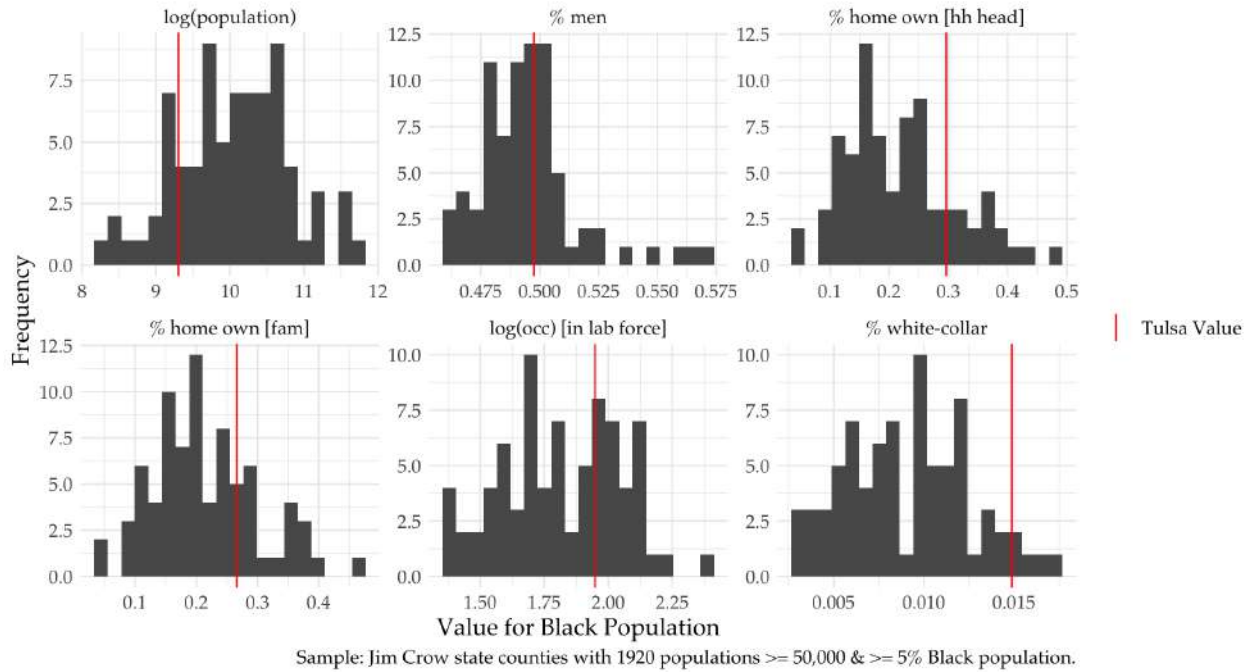 log(population)
% men
% home own [hh head]
12.5
12.5
7.5
10.0
10.0
7.5
7.5
5.0
5.0
5.0
2.5
2.5
2.5
0.0
0.0
0.0
8 9 10 11 12
0.475 0.500 0.525 0.550 0.575
0.1 0.2 0.3 0.4 0.5
Frequency
% home own [fam]
log(occ) [in lab force]
% white-collar
Tulsa Value
12.5
10.0
10.0
10.0
7.5
7.5
7.5
5.0
5.0
5.0
2.5
2.5
2.5
0.0
0.0
0.0
0.1 0.2 0.3 0.4
1.50 1.75 2.00 2.25
0.005 0.010 0.015
Value for Black Population
Sample: Jim Crow state counties with 1920 populations >= 50,000 & >= 5% Black population.